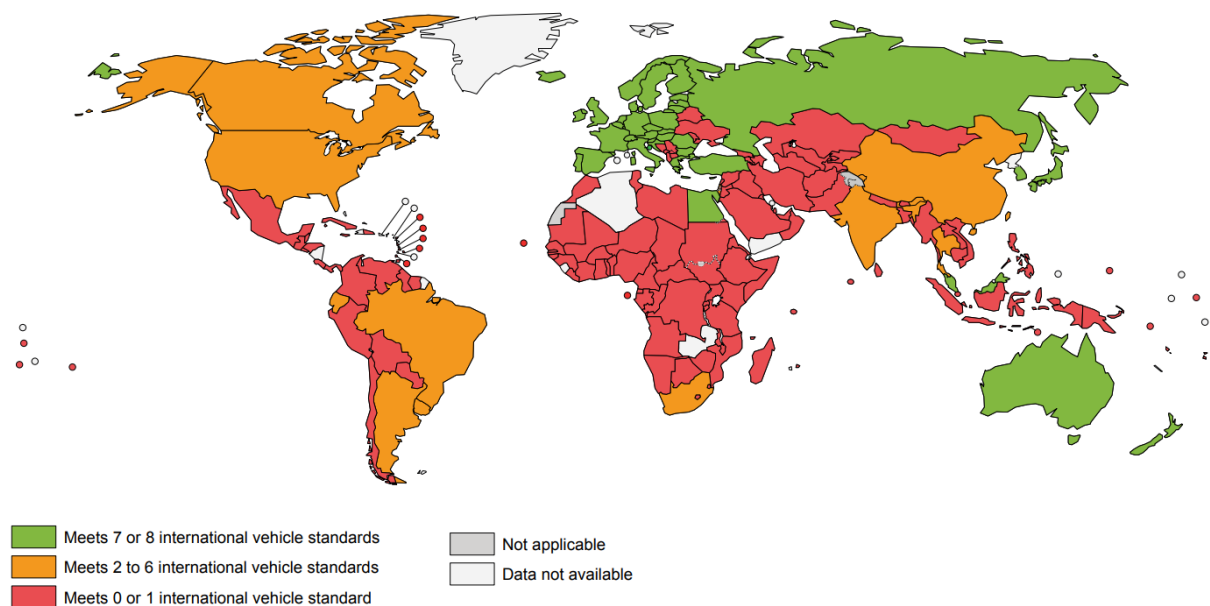 Meets 7 or 8 international vehicle standards
Meets 2 to 6 international vehicle standards
Meets 0 or 1 international vehicle standard
Not applicable
Data not available